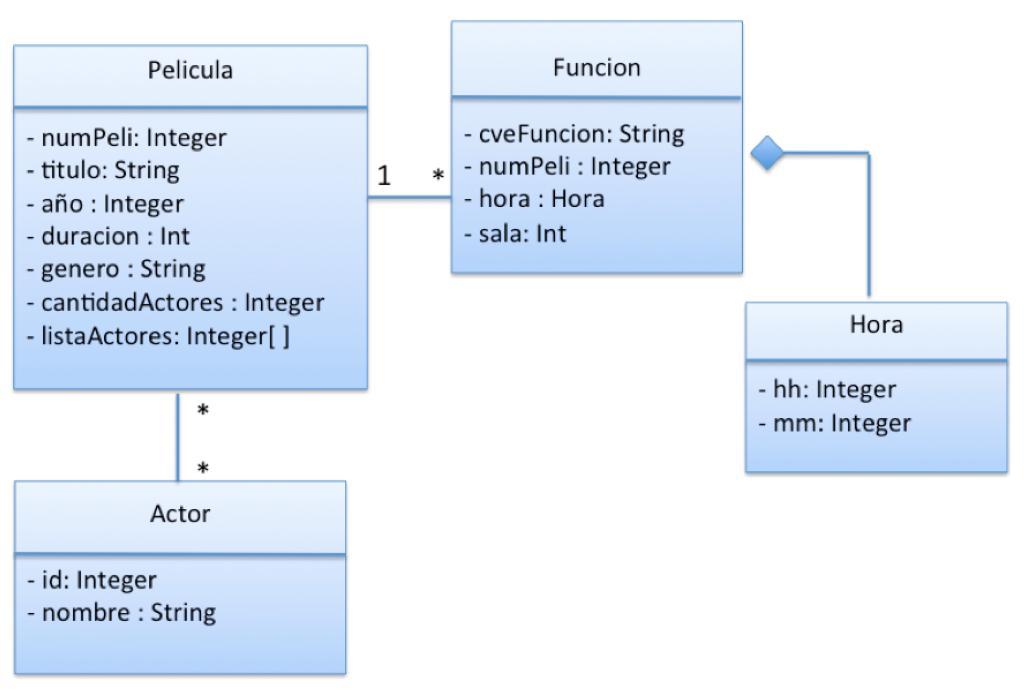 Pelicula
- numPeli: Integer
- titulo: String
- año : Integer
- duracion : Int
- genero : String
- cantidadActores : Integer
- listaActores: Integer[ ]
1
*
Funcion
- cveFuncion: String
- numPeli : Integer
- hora : Hora
- sala: Int
Hora
- hh: Integer
- mm: Integer
*
*
Actor
- id: Integer
- nombre : String